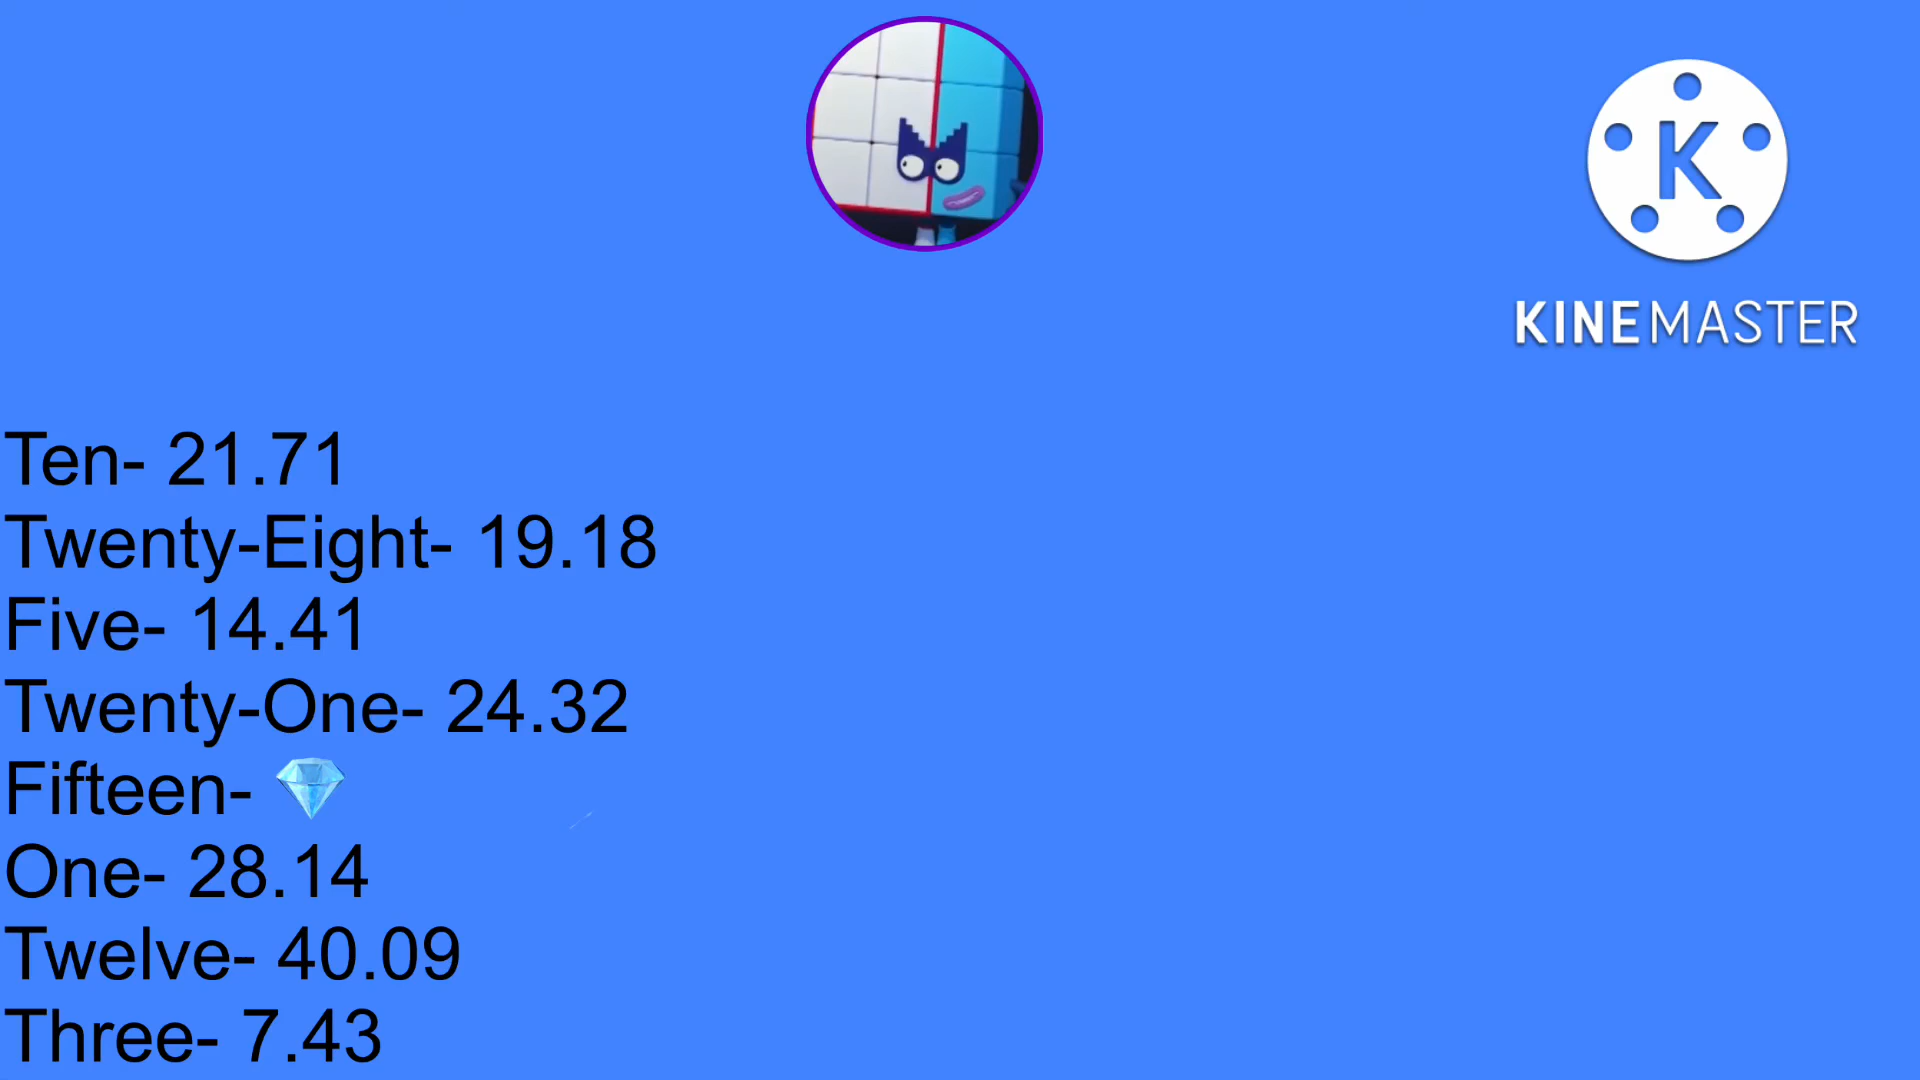 K
KINEMASTER
Ten- 21.71
Twenty-Eight- 19.18
Five- 14.41
Twenty-One- 24.32
Fifteen- 💎
One- 28.14
Twelve- 40.09
Three- 7.43